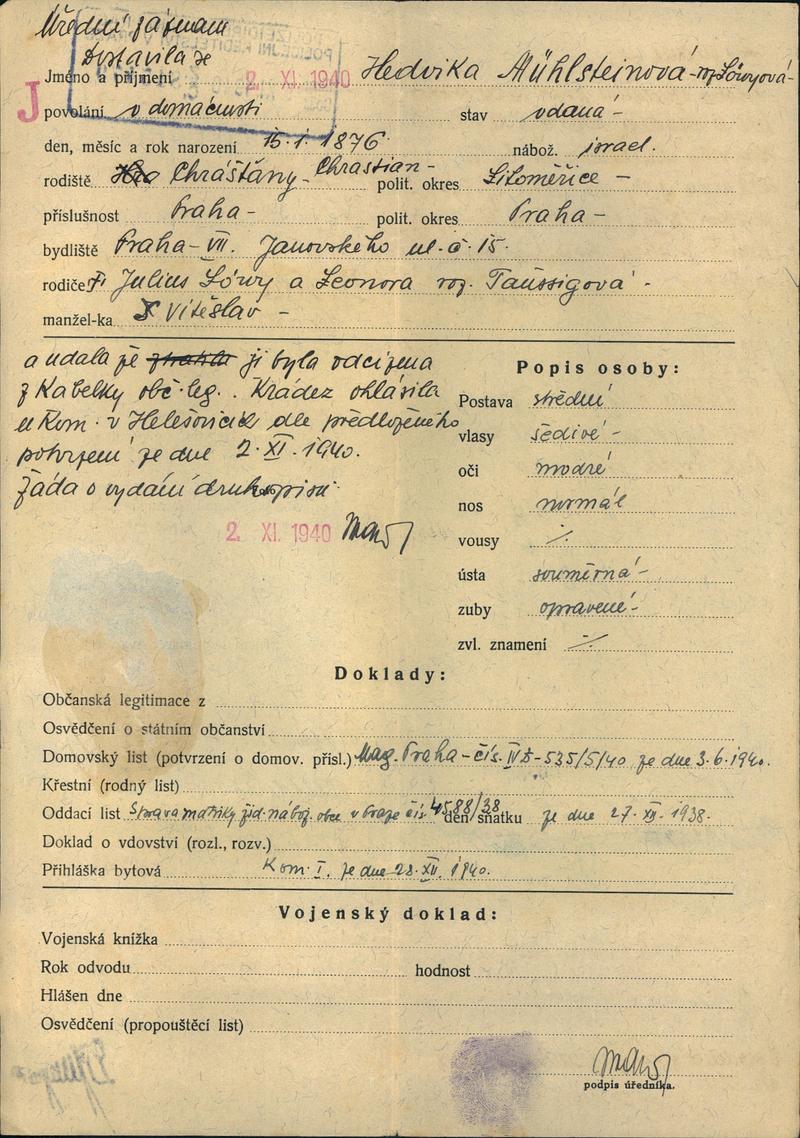 Úřední záznam
Dostavila se
Jméno a příjmení 2. XI. 1940 Hedvika Mühlsteinová - roz. Löwyová -
J
povolání v domácnosti stav vdaná -
den, měsíc a rok narození 15. 1. 1876 nábož. israel.
rodiště Chrášťany - Chrastian - polit. okres Litoměřice -
příslušnost Praha - polit. okres Praha -
bydliště Praha - VII. Janovského ul. č. 15.
rodiče Julius Löwy a Leonora roz. Taussigová -
manžel-ka Vítěslav -
a udala že ji byla odcizena
z kabelky obč. leg. Krádez ohlásila
u Kom. v Helešovicích dle předloženého
potvrzení ze dne 2. XI. 1940.
Žádá o vydání druhopisu.
2. XI. 1940
Popis osoby:
Postava střední
vlasy šedivé -
oči modré
nos normál
vousy ·/.
ústa souměrná -
zuby opravené -
zvl. znamení ·/.
Doklady:
Občanská legitimace z
Osvědčení o státním občanství
Domovský list (potvrzení o domov. přísl.) Mag. Praha - čís. IVb - 535/5/40 ze dne 3. 6. 1940.
Křestní (rodný list)
Oddací list Správa matriky žid. nábož. obce v Praze čís. 4588/38 den sňatku ze dne 27. XII. 1938.
Doklad o vdovství (rozl., rozv.)
Přihláška bytová Kom. I. ze dne 28. XII. 1940.
Vojenský doklad:
Vojenská knížka
Rok odvodu hodnost
Hlášen dne
Osvědčení (propouštěcí list)
podpis úředníka.